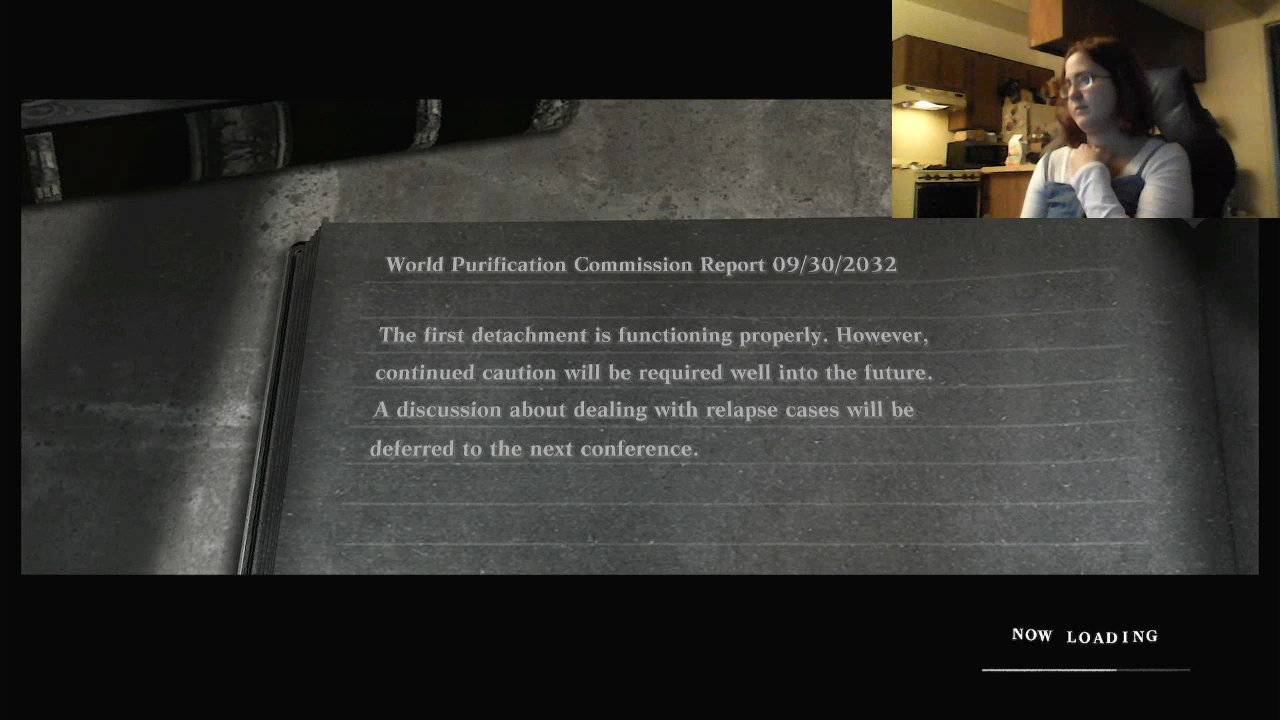 World Purification Commission Report 09/30/2032
The first detachment is functioning properly. However,
continued caution will be required well into the future.
A discussion about dealing with relapse cases will be
deferred to the next conference.
NOW LOADING